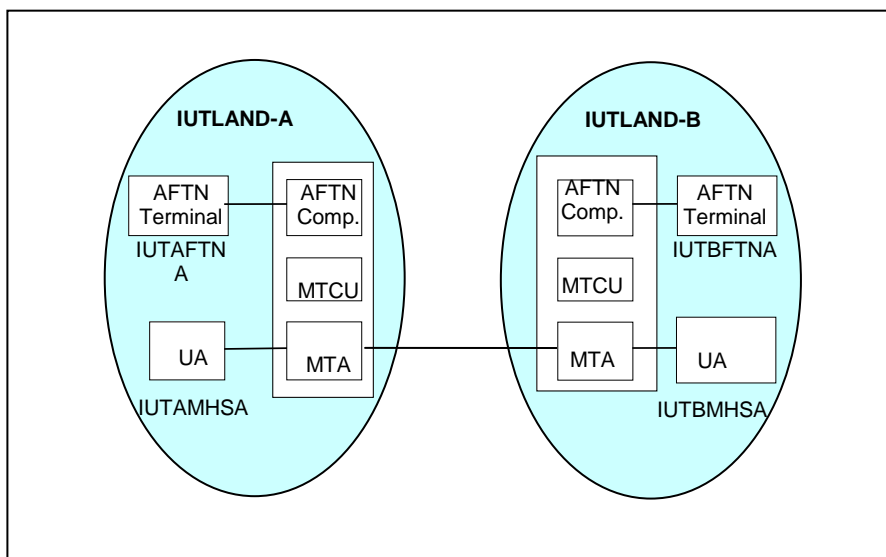 IUTLAND-A
AFTN
Terminal
AFTN
Comp.
IUTAFTN
A
MTCU
UA
MTA
IUTAMHSA
IUTLAND-B
AFTN
Comp.
AFTN
Terminal
IUTBFTNA
MTCU
MTA
UA
IUTBMHSA